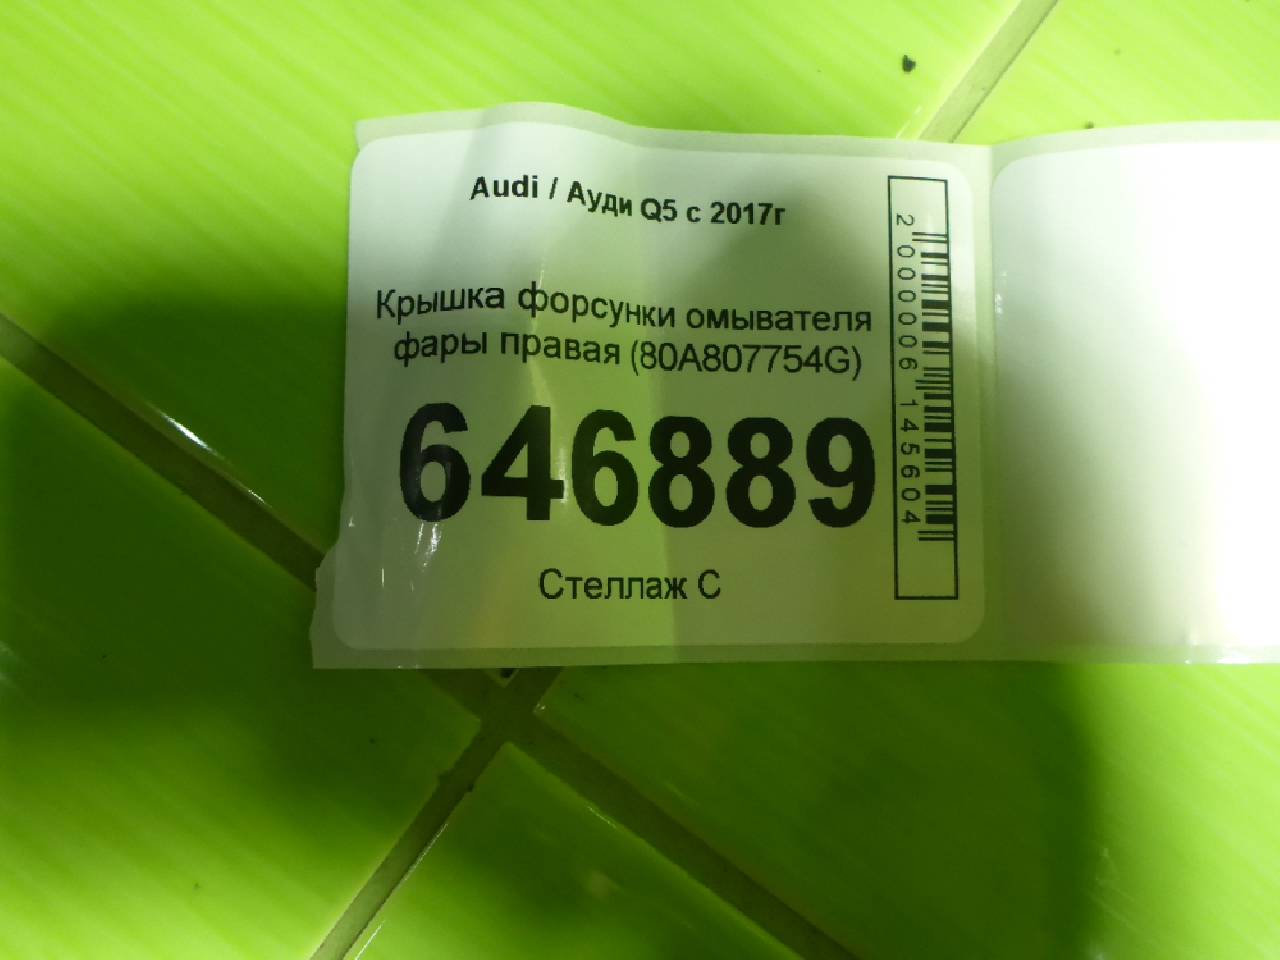 Audi / Ауди Q5 с 2017г
Крышка форсунки омывателя
фары правая (80A807754G)
646889
Стеллаж С
2000006145604